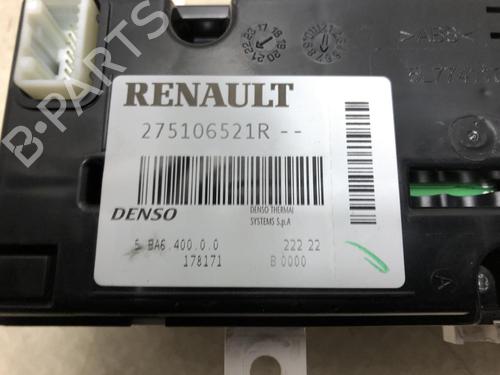 >ABS<
RENAULT
275106521R --
DENSO
DENSO THERMAL
SYSTEMS S.p.A
5 BA6.400.0.0
222 22
178171
B 0000
A
B-PARTS